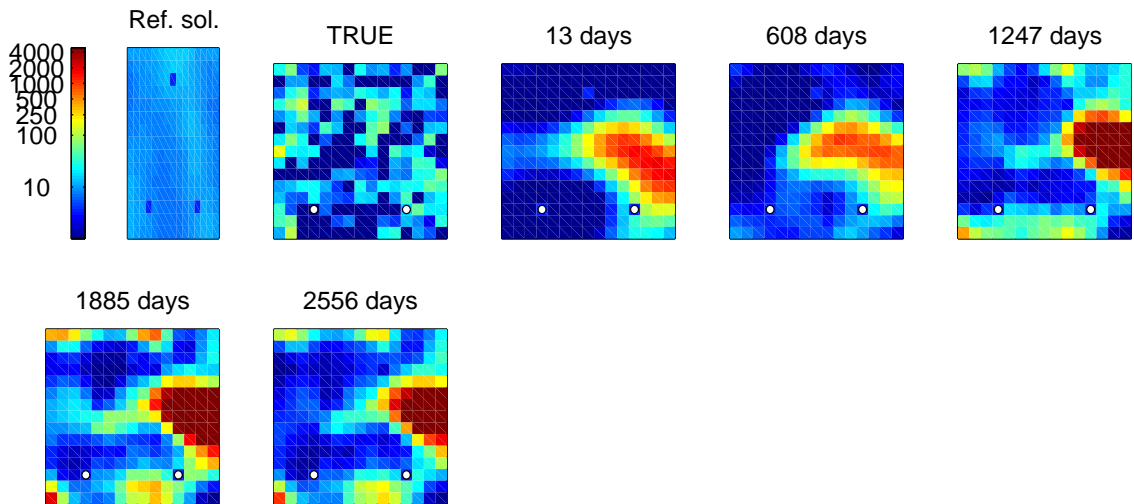 Ref. sol.
TRUE
13 days
608 days
1247 days
4000
2000
1000
500
250
100
10
1885 days
2556 days